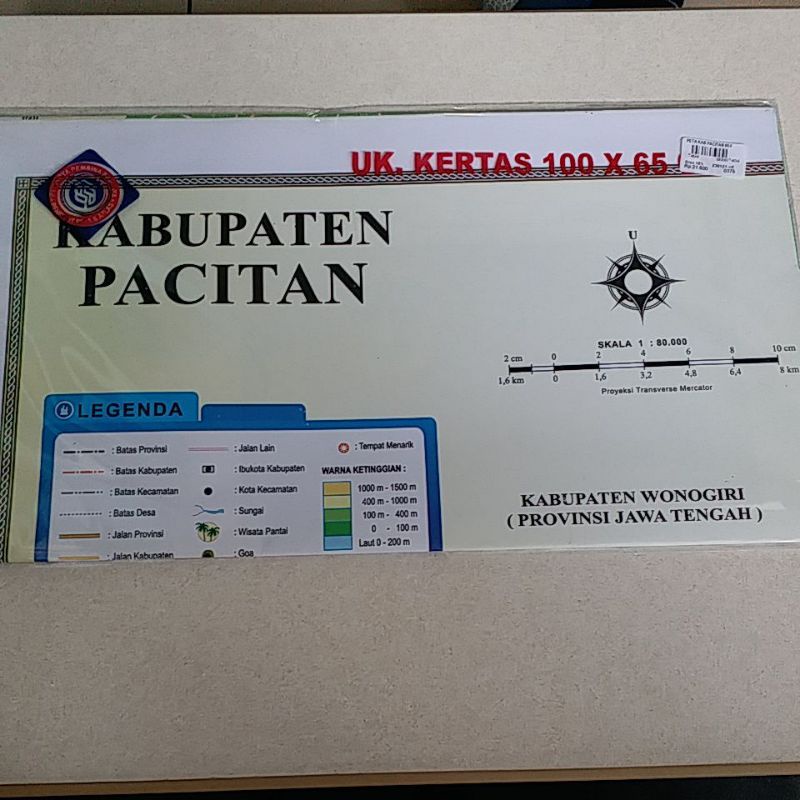 UK. KERTAS 100 X 65
KABUPATEN
PACITAN
U
SKALA 1 : 80.000
2 cm 0 2 4 6 8 10 cm
1,6 km 0 1,6 3,2 4,8 6,4 8 km
Proyeksi Transverse Mercator
LEGENDA
: Batas Provinsi
: Batas Kabupaten
: Batas Kecamatan
: Batas Desa
: Jalan Provinsi
: Jalan Kabupaten
: Jalan Lain
: Ibukota Kabupaten
: Kota Kecamatan
: Sungai
: Wisata Pantai
: Goa
: Tempat Menarik
WARNA KETINGGIAN :
1000 m - 1500 m
400 m - 1000 m
100 m - 400 m
0 - 100 m
Laut 0 - 200 m
KABUPATEN WONOGIRI
( PROVINSI JAWA TENGAH )